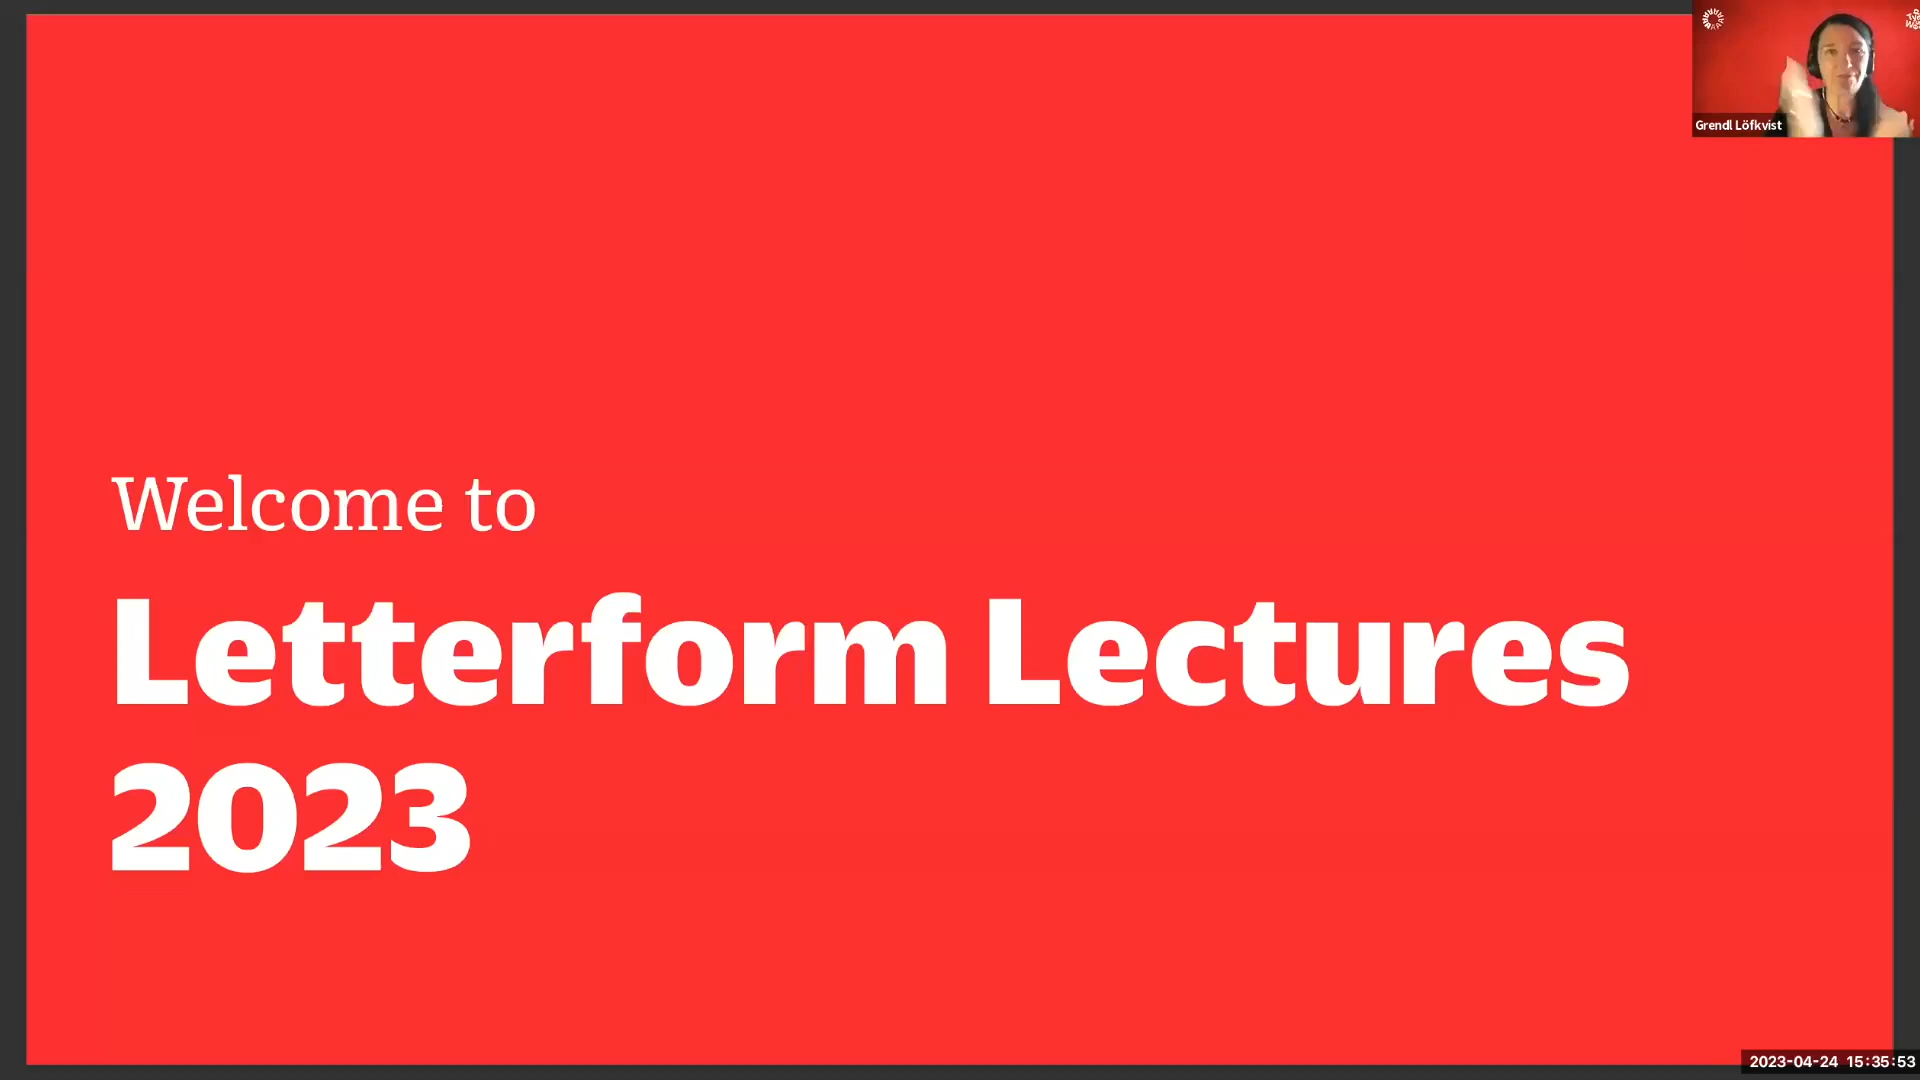 Welcome to
Letterform Lectures
2023
Grendl Löfkvist
2023-04-24 15:35:53